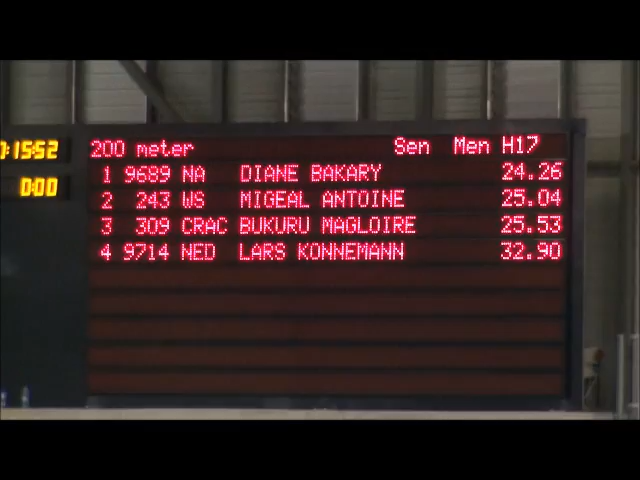 200 meter Sen Men H17
1 9689 NA DIANE BAKARY 24.26
2 243 WS MIGEAL ANTOINE 25.04
3 309 CRAC BUKURU MAGLOIRE 25.53
4 9714 NED LARS KONNEMANN 32.90
:15:52
0:00